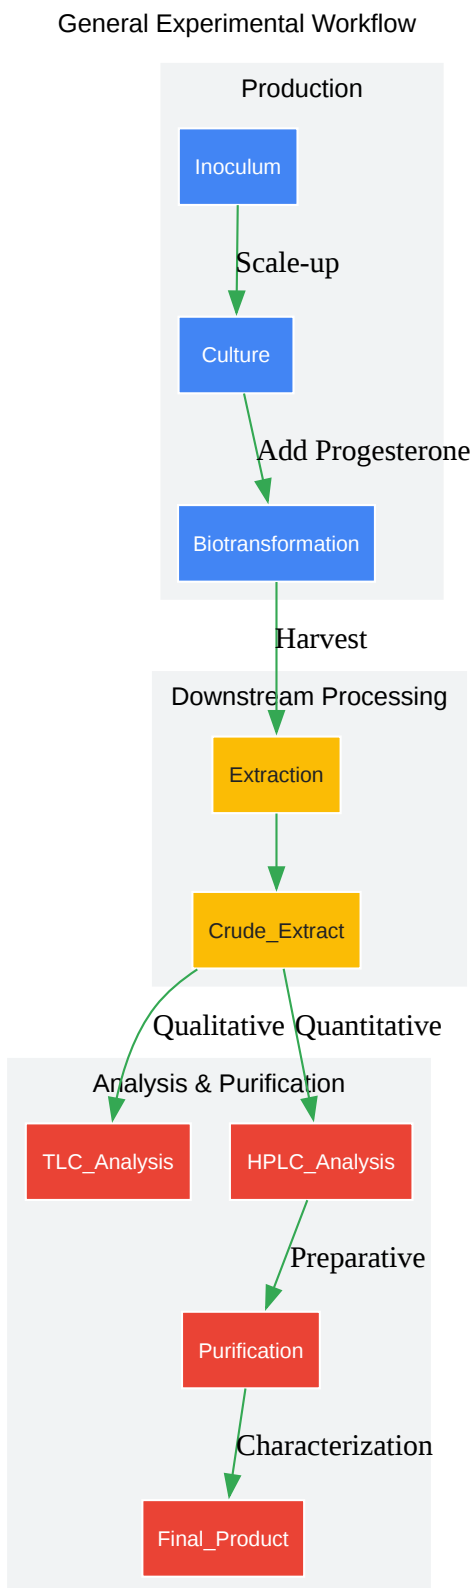 General Experimental Workflow
Production
Inoculum
Scale-up
Culture
Add Progesterone
Biotransformation
Harvest
Downstream Processing
Extraction
Crude_Extract
Qualitative
Quantitative
Analysis & Purification
TLC_Analysis
HPLC_Analysis
Preparative
Purification
Characterization
Final_Product